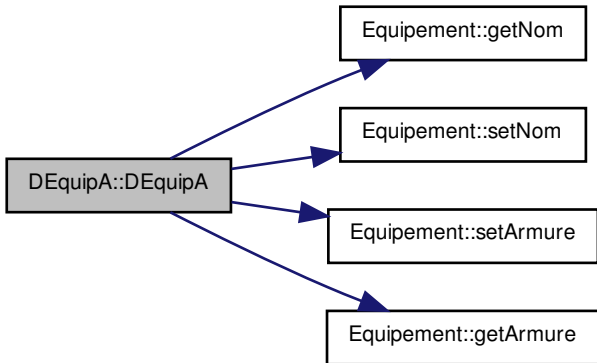 Equipement::getNom
Equipement::setNom
DEquipA::DEquipA
Equipement::setArmure
Equipement::getArmure